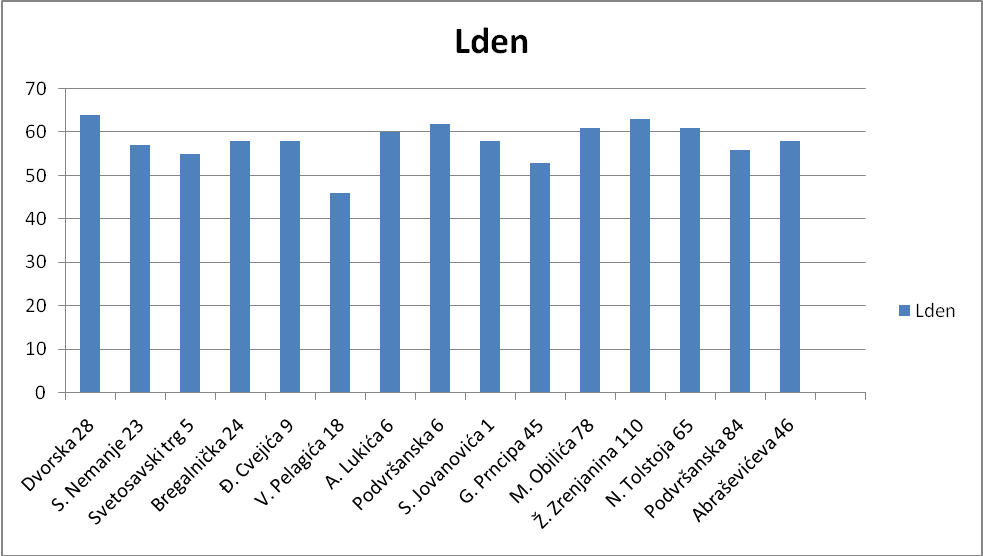 Lden
70
60
50
40
30
20
10
0
Dvorska 28
S. Nemanje 23
Svetosavski trg 5
Bregalnička 24
Đ. Cvejića 9
V. Pelagića 18
A. Lukića 6
Podvršanska 6
S. Jovanovića 1
G. Prncipa 45
M. Obilića 78
Ž. Zrenjanina 110
N. Tolstoja 65
Podvršanska 84
Abraševićeva 46
Lden